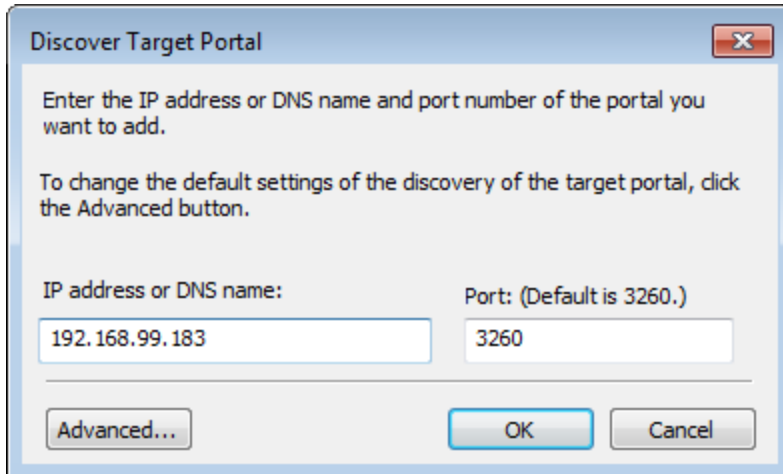 Discover Target Portal
Enter the IP address or DNS name and port number of the portal you
want to add.
To change the default settings of the discovery of the target portal, click
the Advanced button.
IP address or DNS name:
Port: (Default is 3260.)
192.168.99.183
3260
Advanced...
OK
Cancel